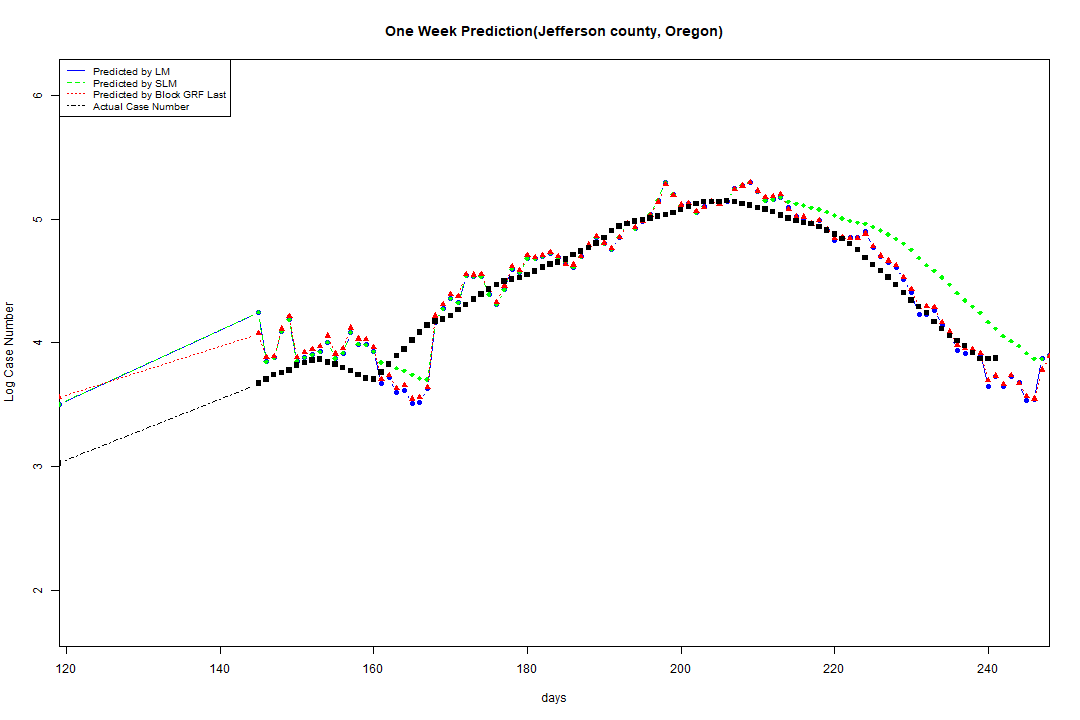 One Week Prediction(Jefferson county, Oregon)
Predicted by LM
Predicted by SLM
Predicted by Block GRF Last
Actual Case Number
6
5
4
3
2
Log Case Number
120 140 160 180 200 220 240
days